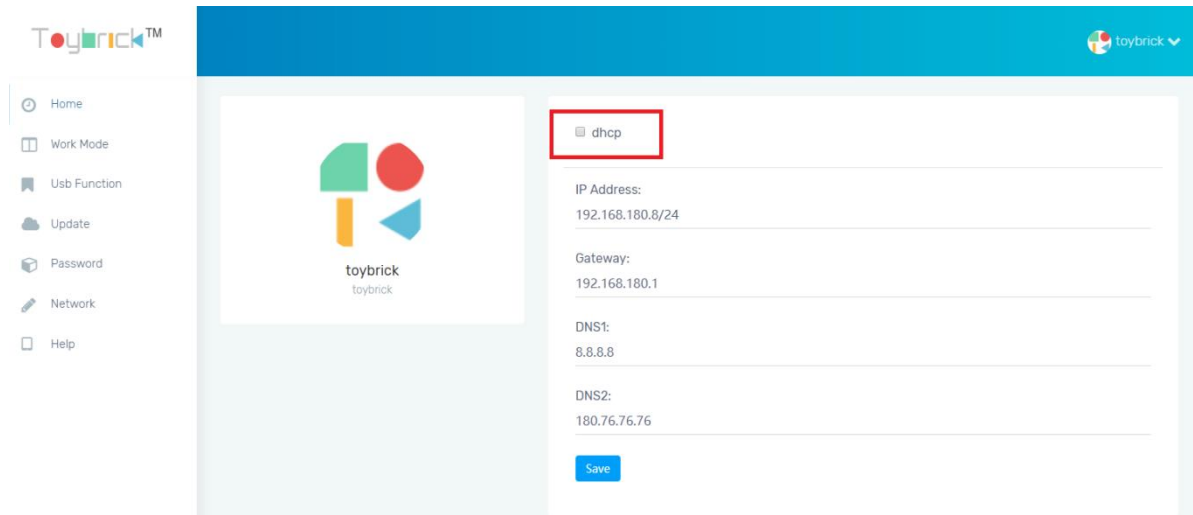 Toybrick™
toybrick
Home
Work Mode
Usb Function
Update
Password
Network
Help
toybrick
toybrick
dhcp
IP Address:
192.168.180.8/24
Gateway:
192.168.180.1
DNS1:
8.8.8.8
DNS2:
180.76.76.76
Save